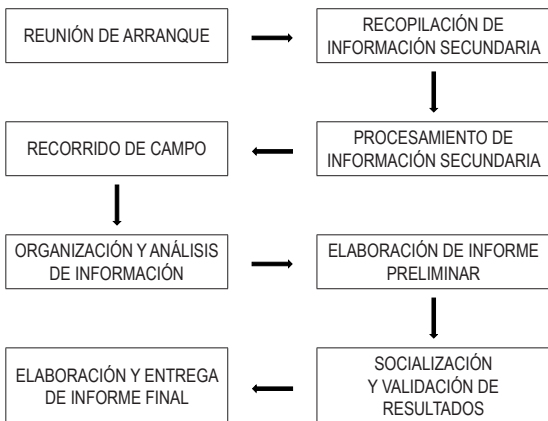 REUNIÓN DE ARRANQUE
RECOPILACIÓN DE
INFORMACIÓN SECUNDARIA
PROCESAMIENTO DE
INFORMACIÓN SECUNDARIA
RECORRIDO DE CAMPO
ORGANIZACIÓN Y ANÁLISIS
DE INFORMACIÓN
ELABORACIÓN DE INFORME
PRELIMINAR
SOCIALIZACIÓN
Y VALIDACIÓN DE
RESULTADOS
ELABORACIÓN Y ENTREGA
DE INFORME FINAL